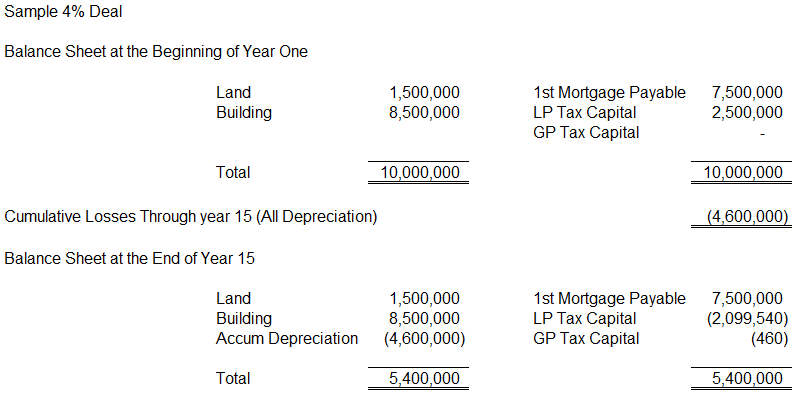 Sample 4% Deal
Balance Sheet at the Beginning of Year One
Land 1,500,000 1st Mortgage Payable 7,500,000
Building 8,500,000 LP Tax Capital 2,500,000
GP Tax Capital -
Total 10,000,000 10,000,000
Cumulative Losses Through year 15 (All Depreciation) (4,600,000)
Balance Sheet at the End of Year 15
Land 1,500,000 1st Mortgage Payable 7,500,000
Building 8,500,000 LP Tax Capital (2,099,540)
Accum Depreciation (4,600,000) GP Tax Capital (460)
Total 5,400,000 5,400,000